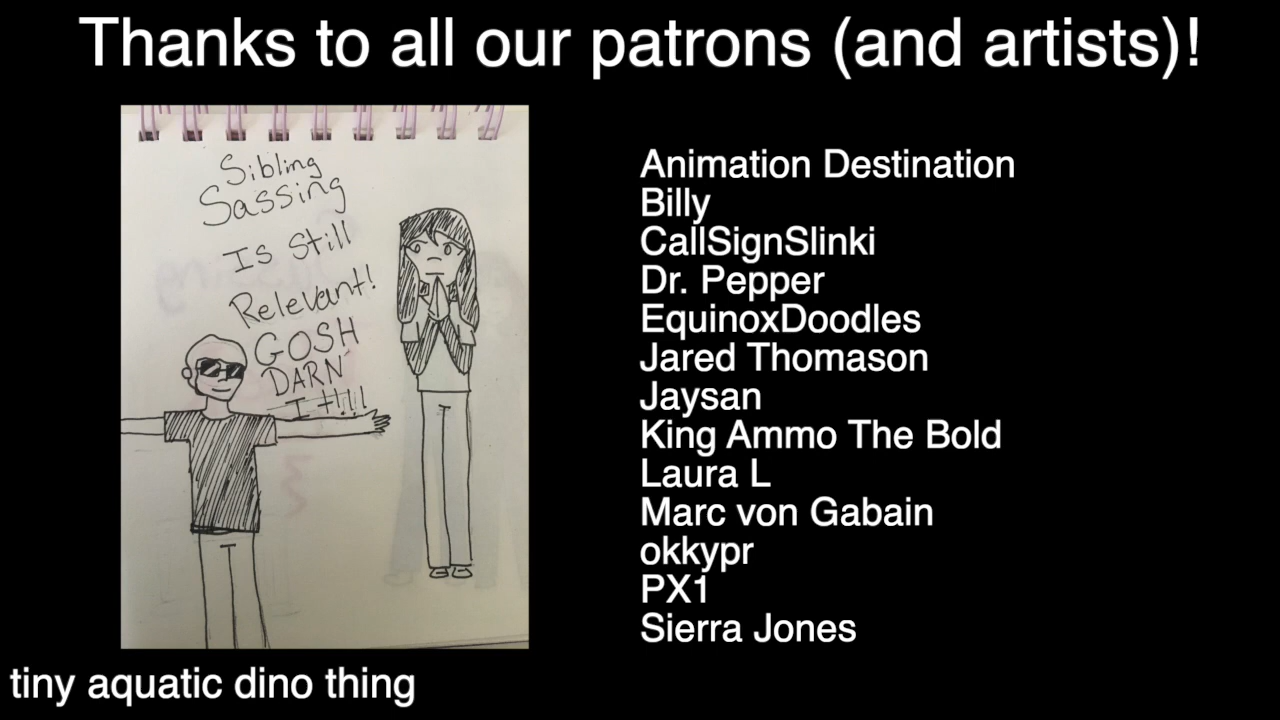 Thanks to all our patrons (and artists)!
Sibling
Sassing
Is Still
Relevant!
GOSH
DARN
It!!!
Animation Destination
Billy
CallSignSlinki
Dr. Pepper
EquinoxDoodles
Jared Thomason
Jaysan
King Ammo The Bold
Laura L
Marc von Gabain
okkypr
PX1
Sierra Jones
tiny aquatic dino thing